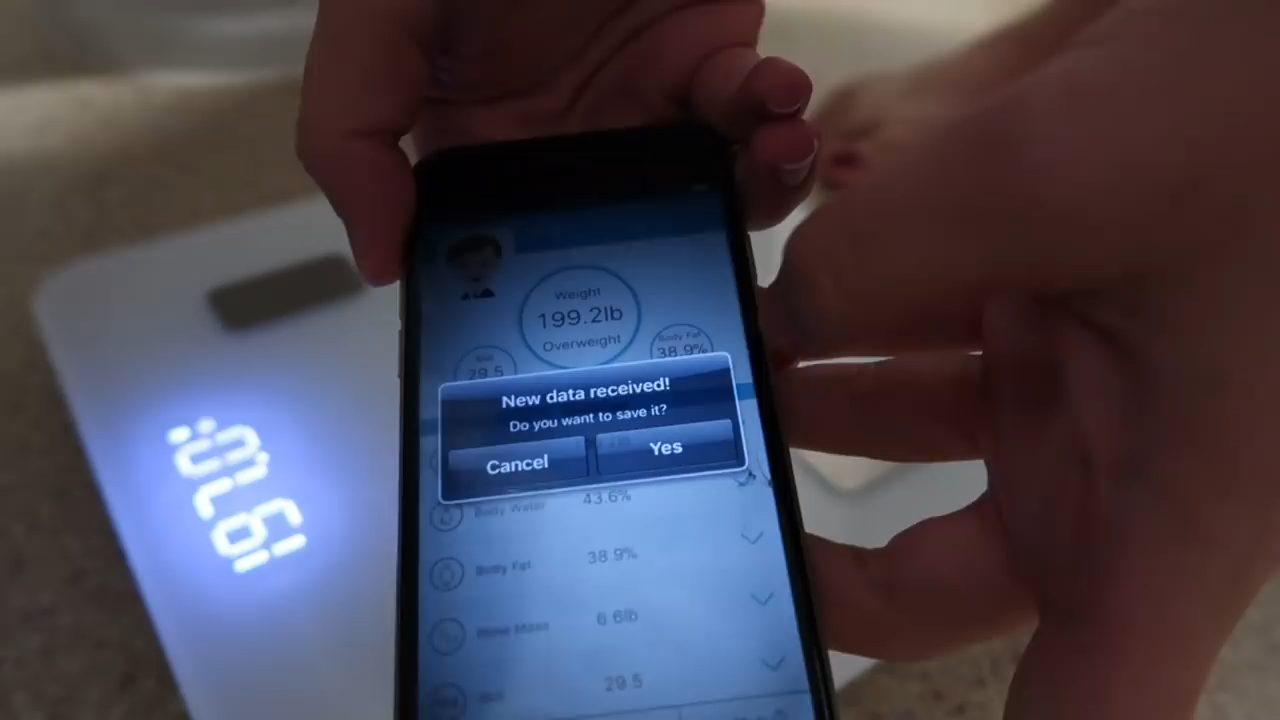 Weight
199.2lb
Overweight
Body Fat
38.9%
29.5
New data received!
Do you want to save it?
Cancel
Yes
Body Water
43.6%
Body Fat
38.9%
Bone Mass
6.6lb
29.5